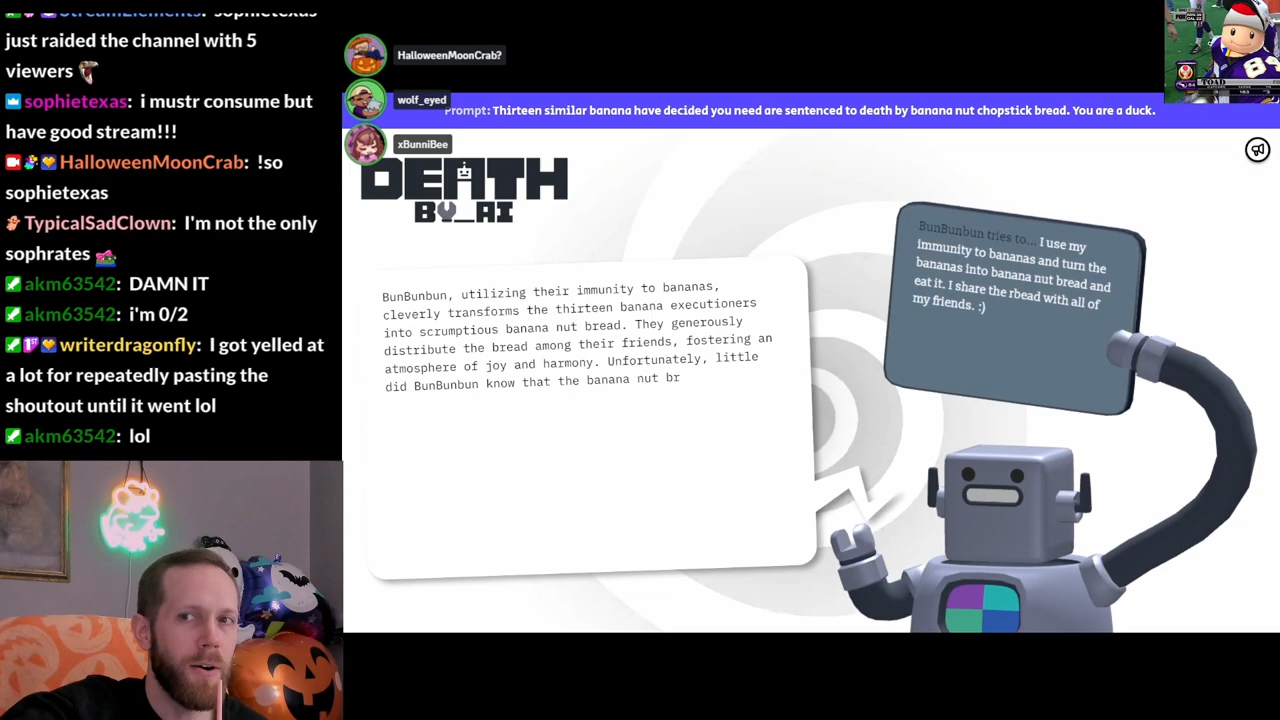 StreamElements: sophietexas
just raided the channel with 5
viewers
sophietexas: i mustr consume but
have good stream!!!
HalloweenMoonCrab: !so
sophietexas
TypicalSadClown: I'm not the only
sophrates
akm63542: DAMN IT
akm63542: i'm 0/2
writerdragonfly: I got yelled at
a lot for repeatedly pasting the
shoutout until it went lol
akm63542: lol
HalloweenMoonCrab?
wolf_eyed
xBunniBee
Prompt: Thirteen similar banana have decided you need are sentenced to death by banana nut chopstick bread. You are a duck.
DEATH
BY_AI
BunBunbun, utilizing their immunity to bananas,
cleverly transforms the thirteen banana executioners
into scrumptious banana nut bread. They generously
distribute the bread among their friends, fostering an
atmosphere of joy and harmony. Unfortunately, little
did BunBunbun know that the banana nut br
BunBunbun tries to... I use my
immunity to bananas and turn the
bananas into banana nut bread and
eat it. I share the rbead with all of
my friends. :)
TOAD